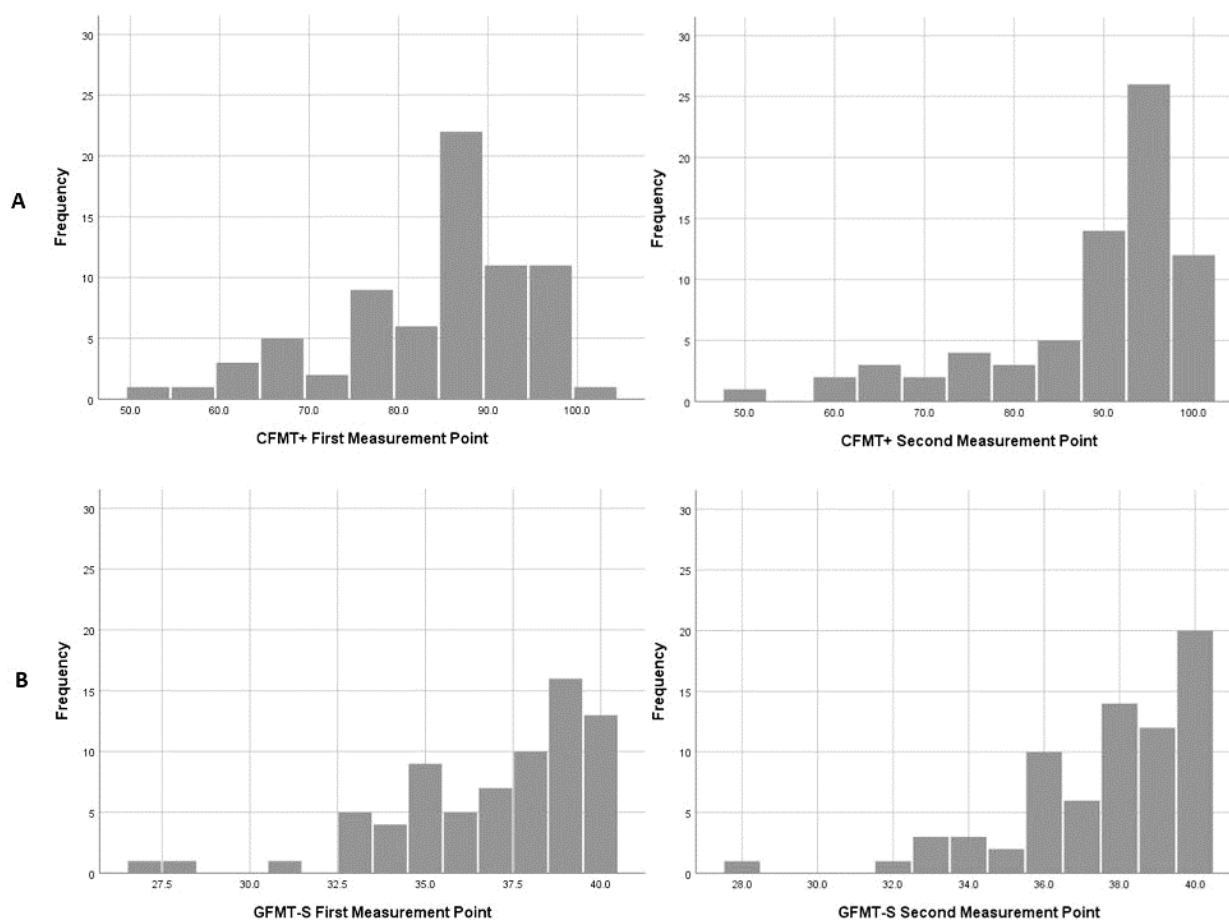 A
Frequency
30
25
20
15
10
5
0
50.0 60.0 70.0 80.0 90.0 100.0
CFMT+ First Measurement Point
Frequency
30
25
20
15
10
5
0
50.0 60.0 70.0 80.0 90.0 100.0
CFMT+ Second Measurement Point
B
Frequency
30
25
20
15
10
5
0
27.5 30.0 32.5 35.0 37.5 40.0
GFMT-S First Measurement Point
Frequency
30
25
20
15
10
5
0
28.0 30.0 32.0 34.0 36.0 38.0 40.0
GFMT-S Second Measurement Point